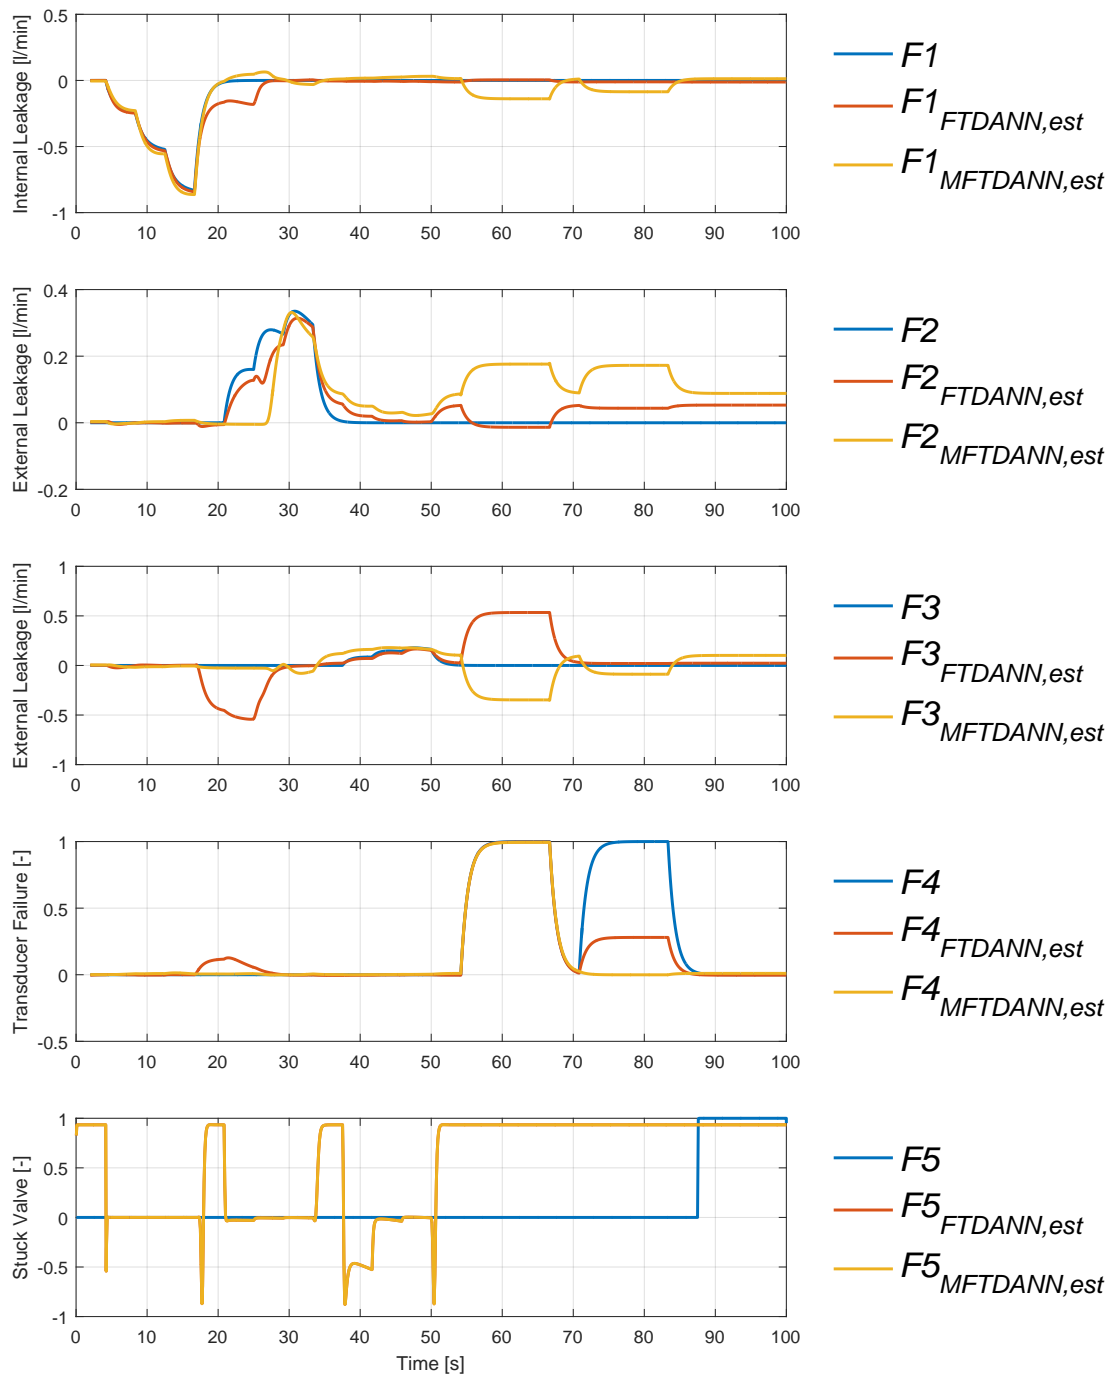 0.5
0
-0.5
-1
Internal Leakage [l/min]
0 10 20 30 40 50 60 70 80 90 100
F1
F1FTDANN,est
F1MFTDANN,est
0.4
0.2
0
-0.2
External Leakage [l/min]
0 10 20 30 40 50 60 70 80 90 100
F2
F2FTDANN,est
F2MFTDANN,est
1
0.5
0
-0.5
-1
External Leakage [l/min]
0 10 20 30 40 50 60 70 80 90 100
F3
F3FTDANN,est
F3MFTDANN,est
1
0.5
0
-0.5
Transducer Failure [-]
0 10 20 30 40 50 60 70 80 90 100
F4
F4FTDANN,est
F4MFTDANN,est
1
0.5
0
-0.5
-1
Stuck Valve [-]
0 10 20 30 40 50 60 70 80 90 100
Time [s]
F5
F5FTDANN,est
F5MFTDANN,est